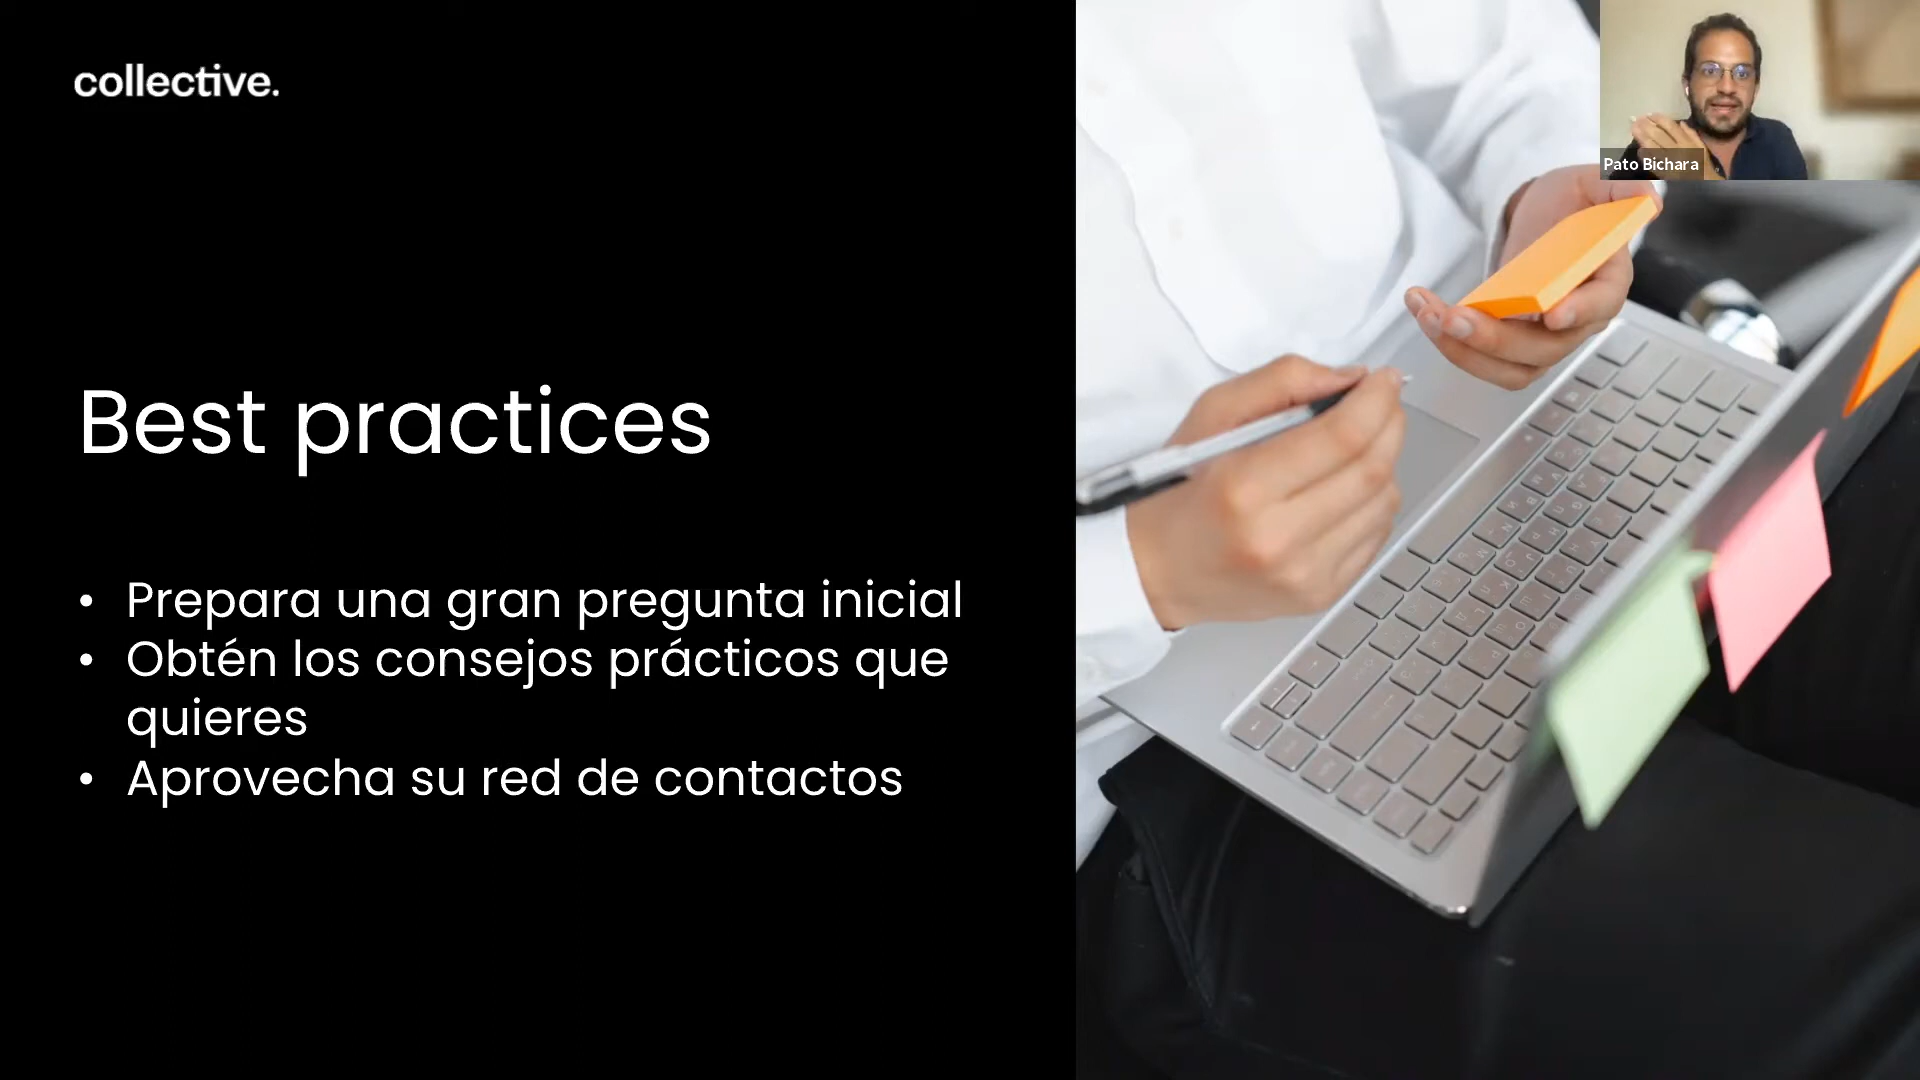 collective.
Pato Bichara
Best practices
• Prepara una gran pregunta inicial
• Obtén los consejos prácticos que
quieres
• Aprovecha su red de contactos